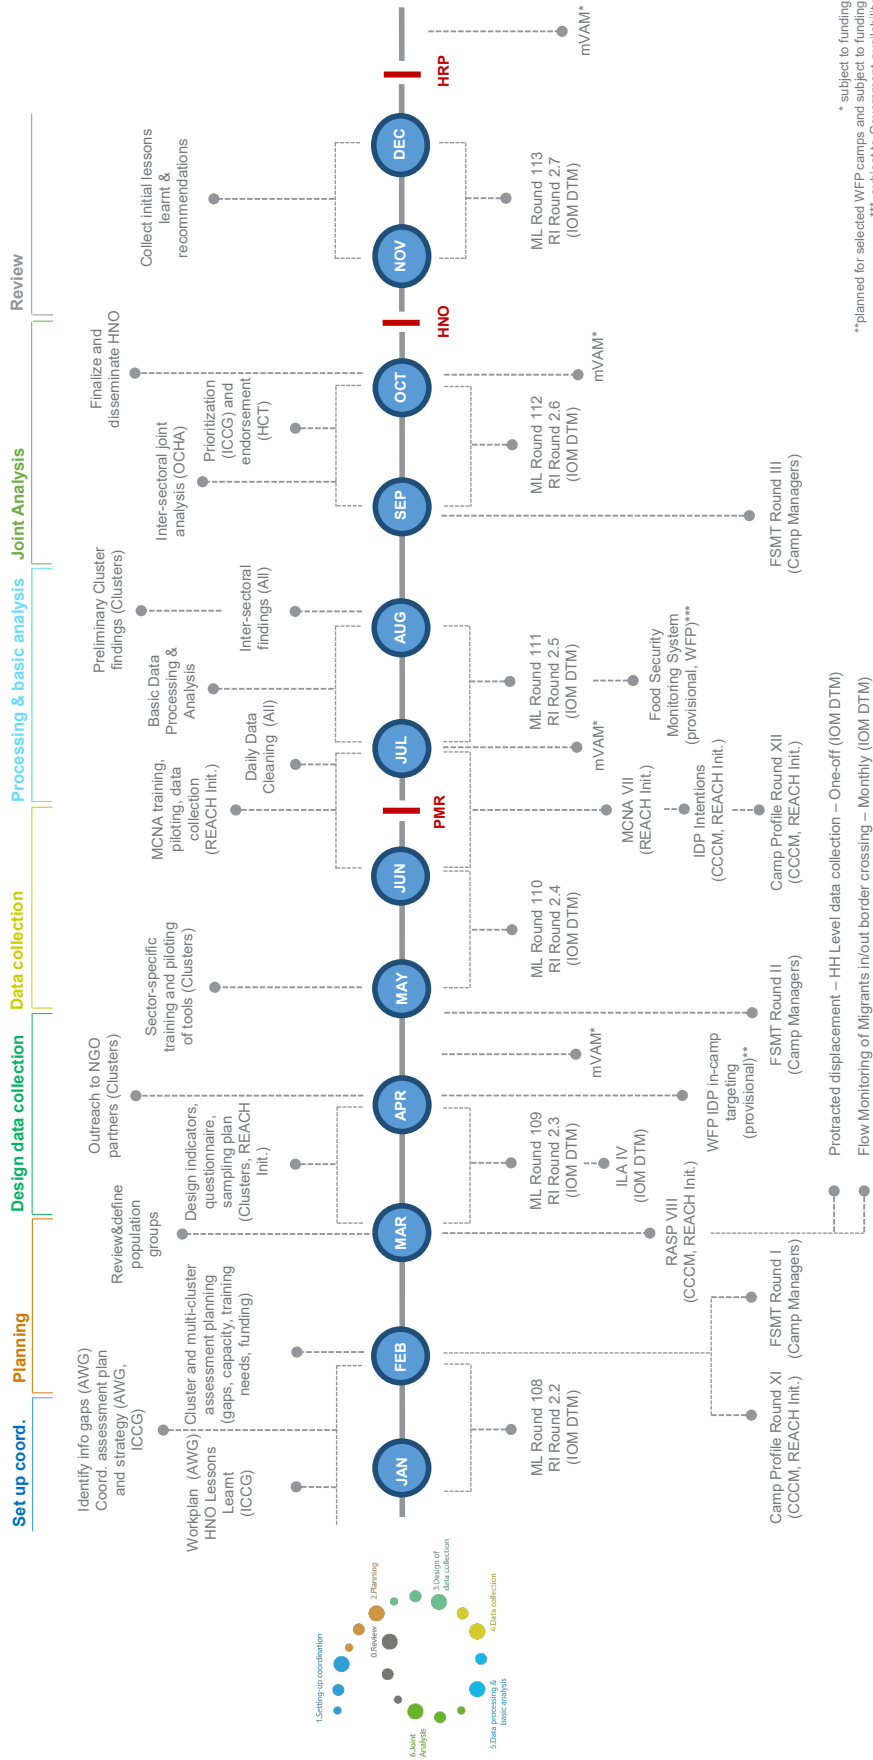 Set up coord.
Planning
Design data collection
Data collection
Processing & basic analysis
Joint Analysis
Review
Identify info gaps (AWG)
Coord. assessment plan
and strategy (AWG,
ICCG)
Workplan (AWG)
HNO Lessons
Learnt
(ICCG)
Cluster and multi-cluster
assessment planning
(gaps, capacity, training
needs, funding)
Review&define
population
groups
Design indicators,
questionnaire,
sampling plan
(Clusters, REACH
Init.)
Outreach to NGO
partners (Clusters)
Sector-specific
training and piloting
of tools (Clusters)
MCNA training,
piloting, data
collection
(REACH Init.)
Daily Data
Cleaning (All)
Basic Data
Processing &
Analysis
Preliminary Cluster
findings (Clusters)
Inter-sectoral
findings (All)
Inter-sectoral joint
analysis (OCHA)
Prioritization
(ICCG) and
endorsement
(HCT)
Finalize and
disseminate HNO
Collect initial lessons
learnt &
recommendations
JAN
FEB
MAR
APR
MAY
JUN
PMR
JUL
AUG
SEP
OCT
HNO
NOV
DEC
HRP
ML Round 108
RI Round 2.2
(IOM DTM)
Camp Profile Round XI
(CCCM, REACH Init.)
FSMT Round I
(Camp Managers)
RASP VIII
(CCCM, REACH Init.)
ML Round 109
RI Round 2.3
(IOM DTM)
ILA IV
(IOM DTM)
WFP IDP in-camp
targeting
(provisional)**
mVAM*
FSMT Round II
(Camp Managers)
Protracted displacement – HH Level data collection – One-off (IOM DTM)
Flow Monitoring of Migrants in/out border crossing – Monthly (IOM DTM)
ML Round 110
RI Round 2.4
(IOM DTM)
MCNA VII
(REACH Init.)
IDP Intentions
(CCCM, REACH Init.)
Camp Profile Round XII
(CCCM, REACH Init.)
mVAM*
ML Round 111
RI Round 2.5
(IOM DTM)
Food Security
Monitoring System
(provisional, WFP)***
FSMT Round III
(Camp Managers)
ML Round 112
RI Round 2.6
(IOM DTM)
mVAM*
ML Round 113
RI Round 2.7
(IOM DTM)
mVAM*
* subject to funding
**planned for selected WFP camps and subject to funding
*** subject to Government availability
1.Setting-up coordination
2.Planning
0.Review
3.Design of
data collection
4.Data collection
5.Data processing &
basic analysis
6.Joint
Analysis